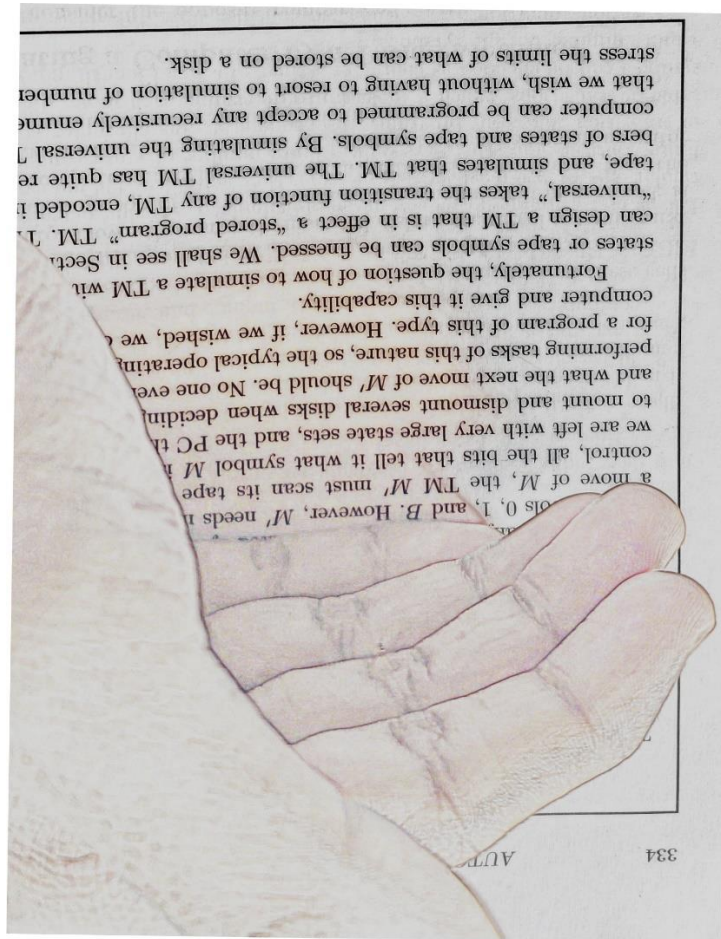 334 AUTO
0, 1, and B. However, M′ needs
a move of M, the TM M′ must scan its tape
control, all the bits that tell it what symbol M
we are left with very large state sets, and the PC
to mount and dismount several disks when deciding
and what the next move of M′ should be. No one
performing tasks of this nature, so the typical operating
for a program of this type. However, if we wished, we
computer and give it this capability.
Fortunately, the question of how to simulate a TM
states or tape symbols can be finessed. We shall see in
can design a TM that is in effect a “stored program” TM.
“universal,” takes the transition function of any TM, encoded
tape, and simulates that TM. The universal TM has quite
bers of states and tape symbols. By simulating the universal
computer can be programmed to accept any recursively
that we wish, without having to resort to simulation of
stress the limits of what can be stored on a disk.